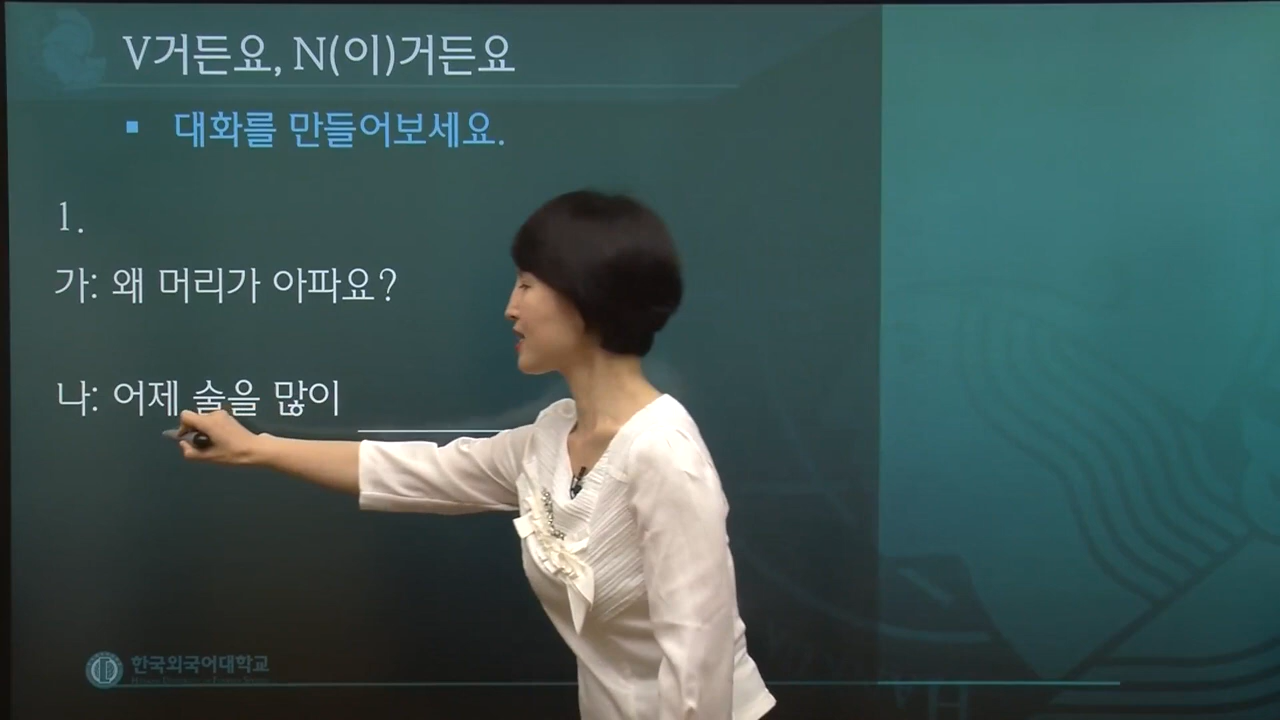 V거든요, N(이)거든요
▪ 대화를 만들어보세요.
1.
가: 왜 머리가 아파요?
나: 어제 술을 많이
한국외국어대학교